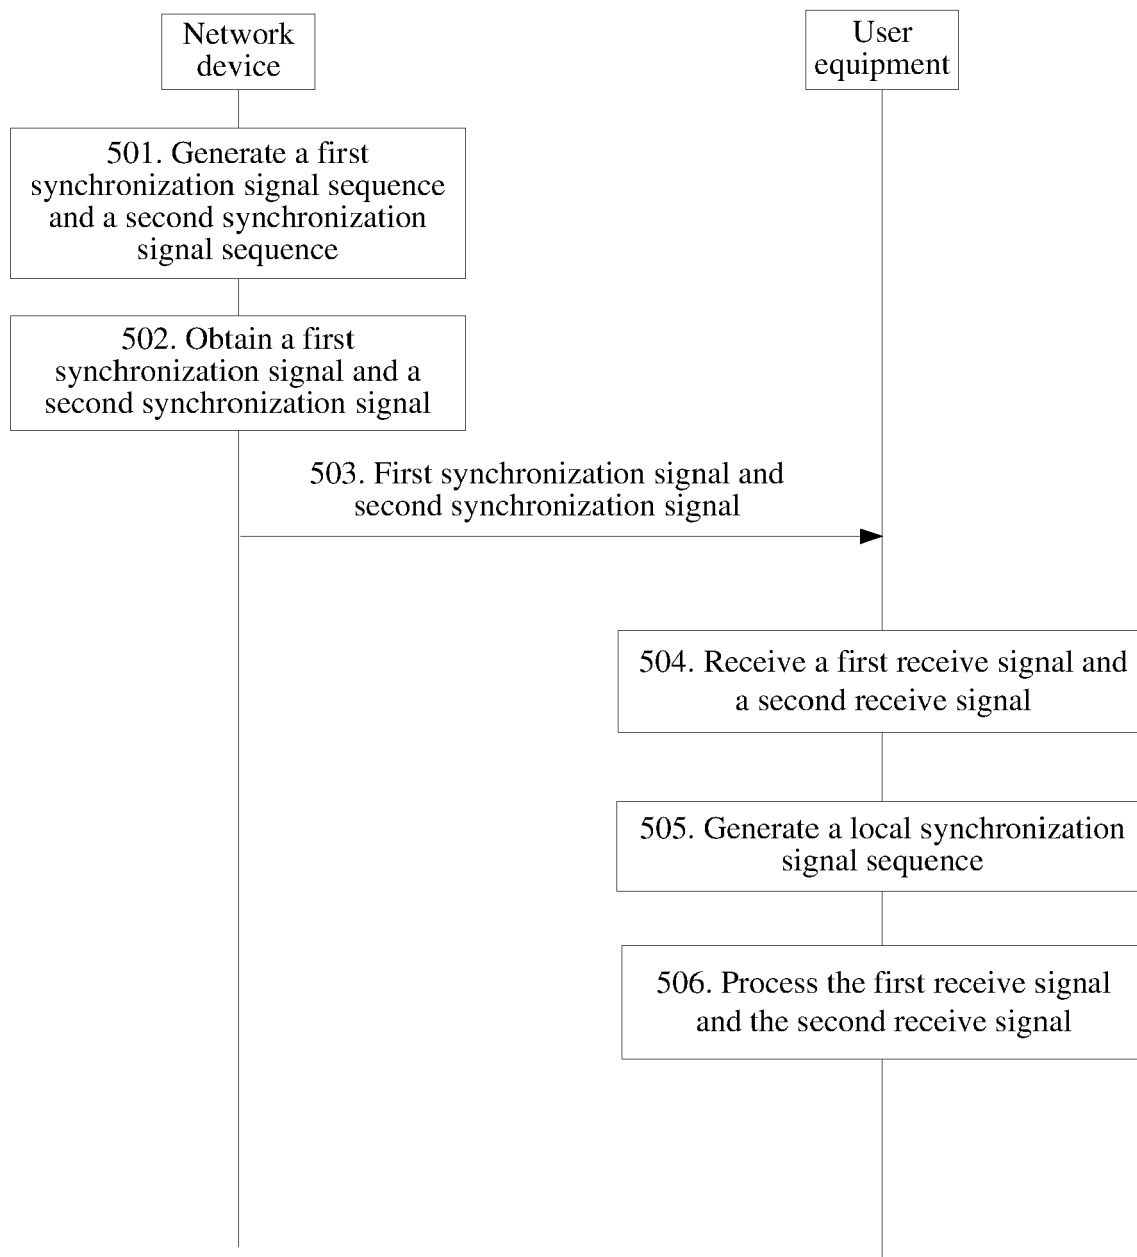 Network
device
User
equipment
501. Generate a first
synchronization signal sequence
and a second synchronization
signal sequence
502. Obtain a first
synchronization signal and a
second synchronization signal
503. First synchronization signal and
second synchronization signal
504. Receive a first receive signal and
a second receive signal
505. Generate a local synchronization
signal sequence
506. Process the first receive signal
and the second receive signal